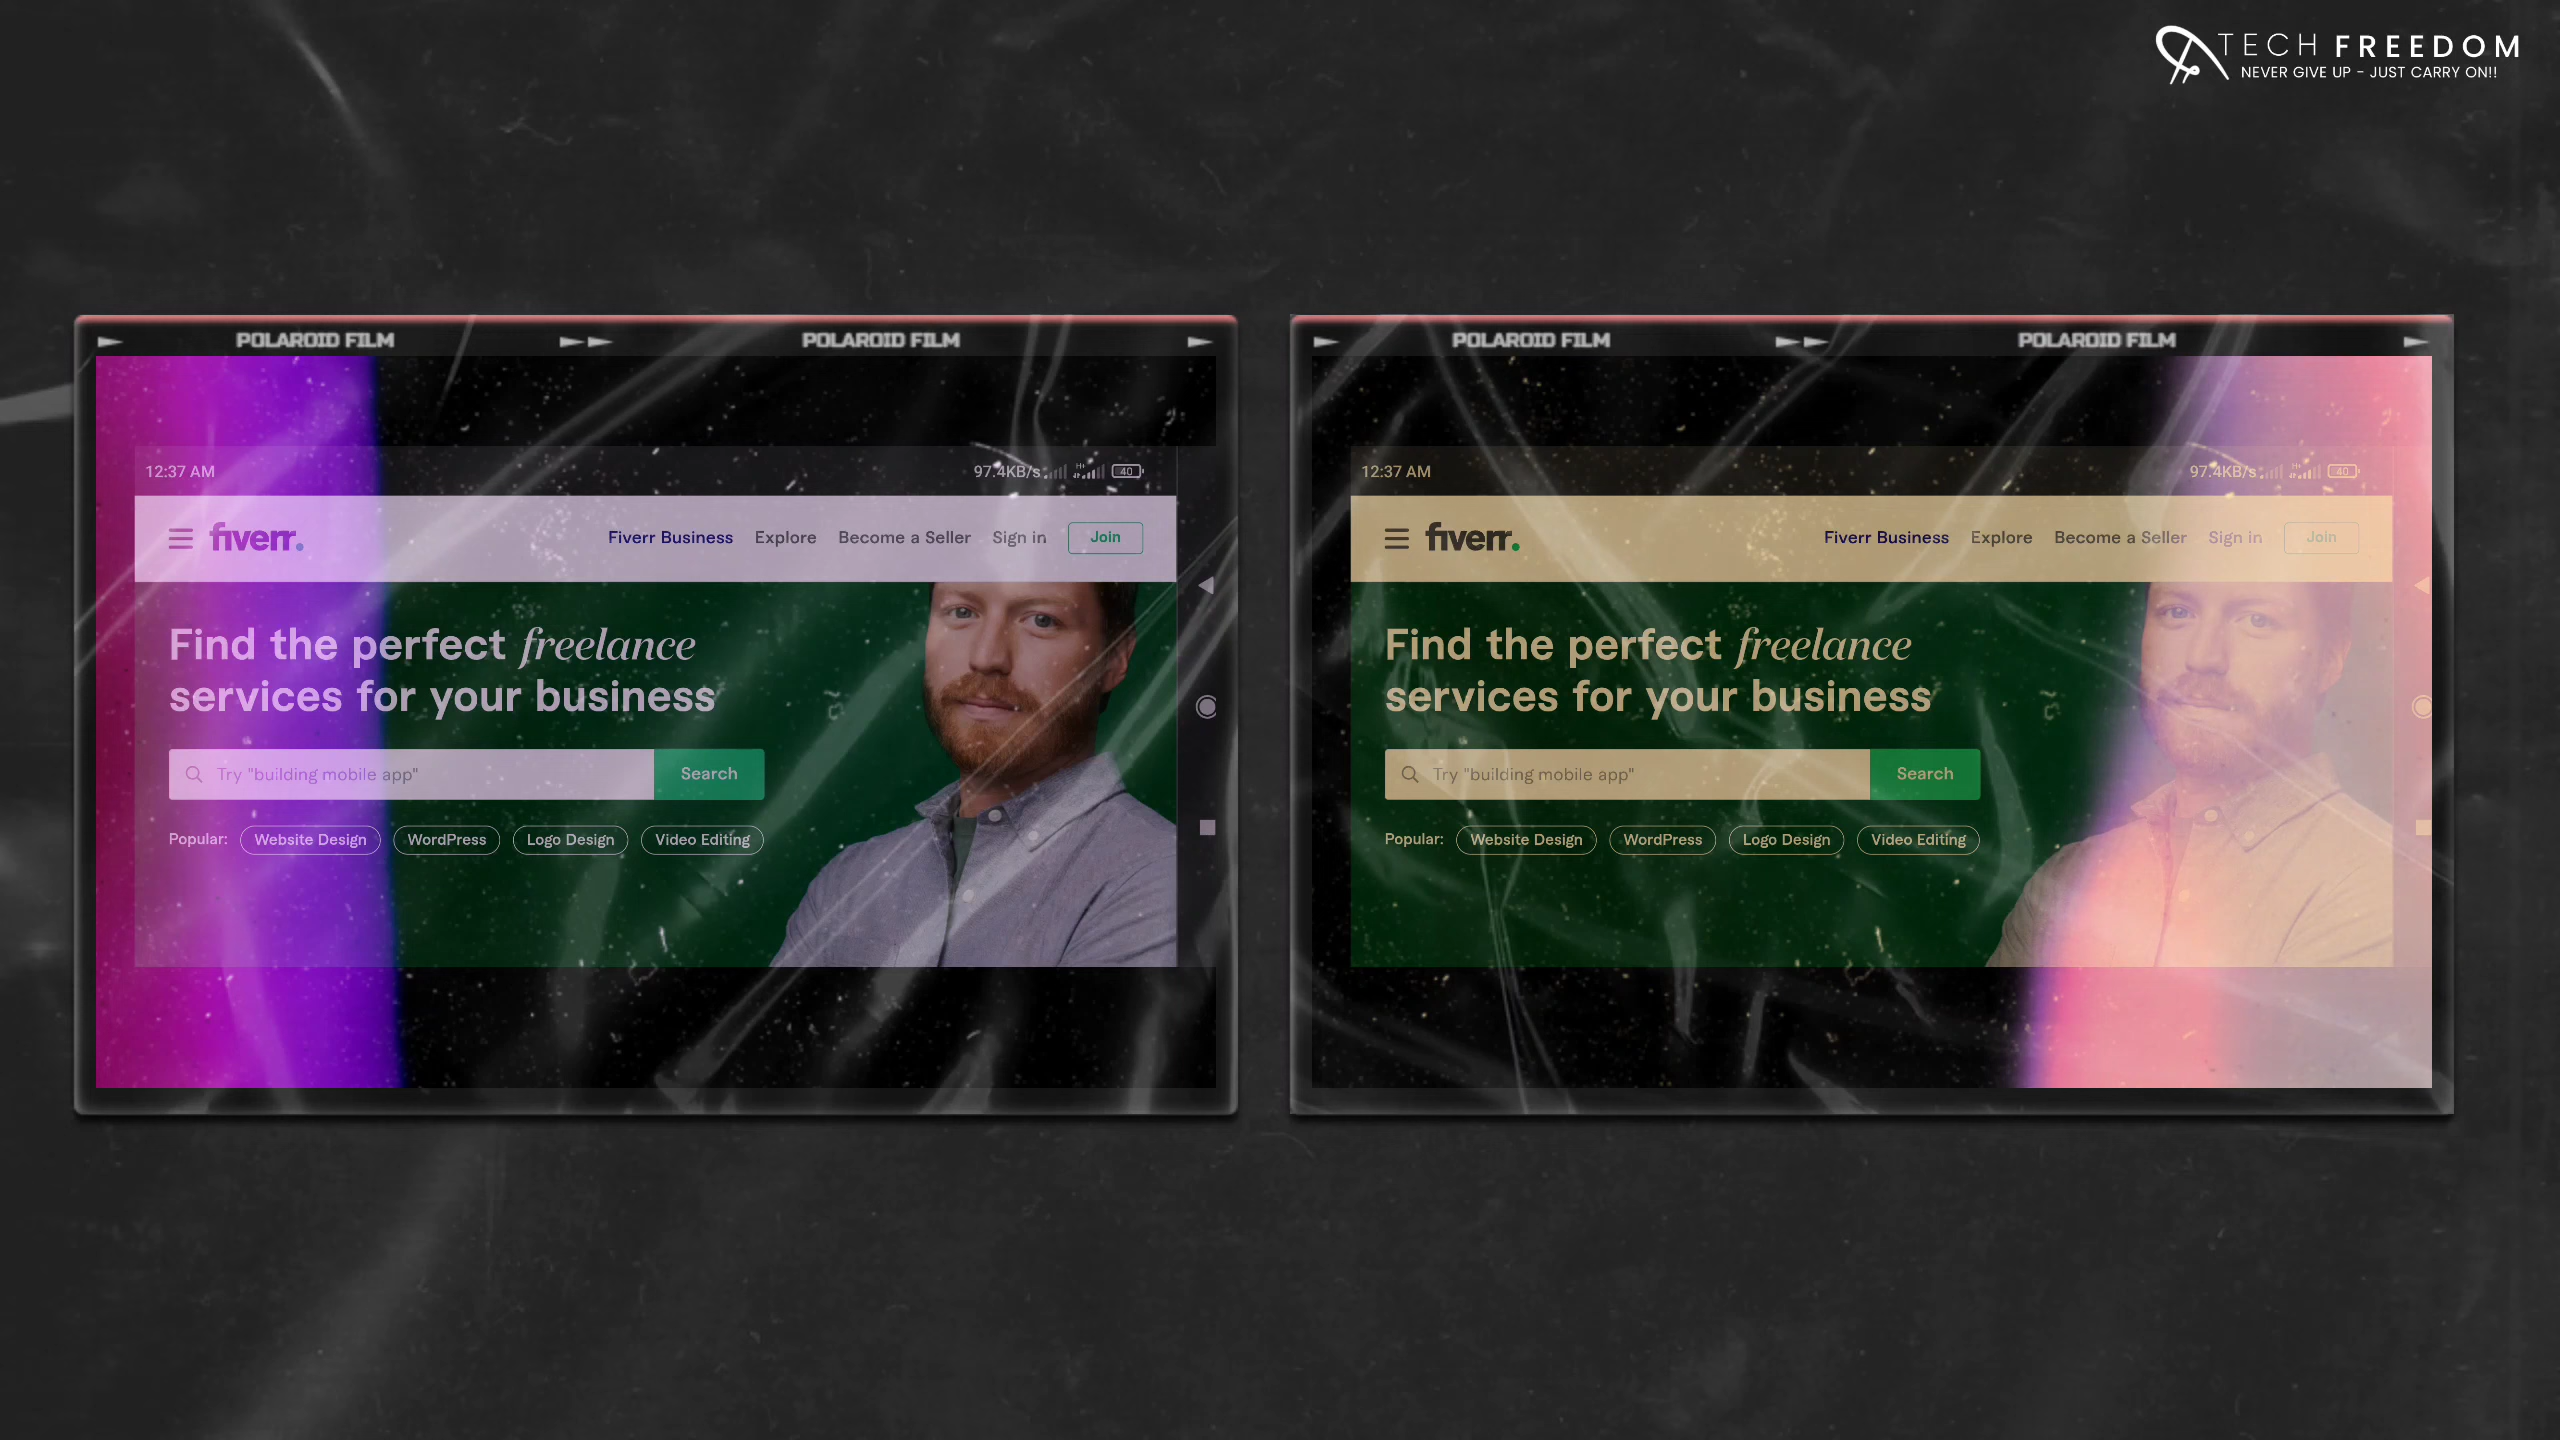 TECH FREEDOM
NEVER GIVE UP - JUST CARRY ON!!
POLAROID FILM POLAROID FILM
12:37 AM 97.4KB/s H+ 40
fiverr. Fiverr Business Explore Become a Seller Sign in Join
Find the perfect freelance
services for your business
Try "building mobile app" Search
Popular: Website Design WordPress Logo Design Video Editing
POLAROID FILM POLAROID FILM
12:37 AM 97.4KB/s H+ 40
fiverr. Fiverr Business Explore Become a Seller Sign in Join
Find the perfect freelance
services for your business
Try "building mobile app" Search
Popular: Website Design WordPress Logo Design Video Editing